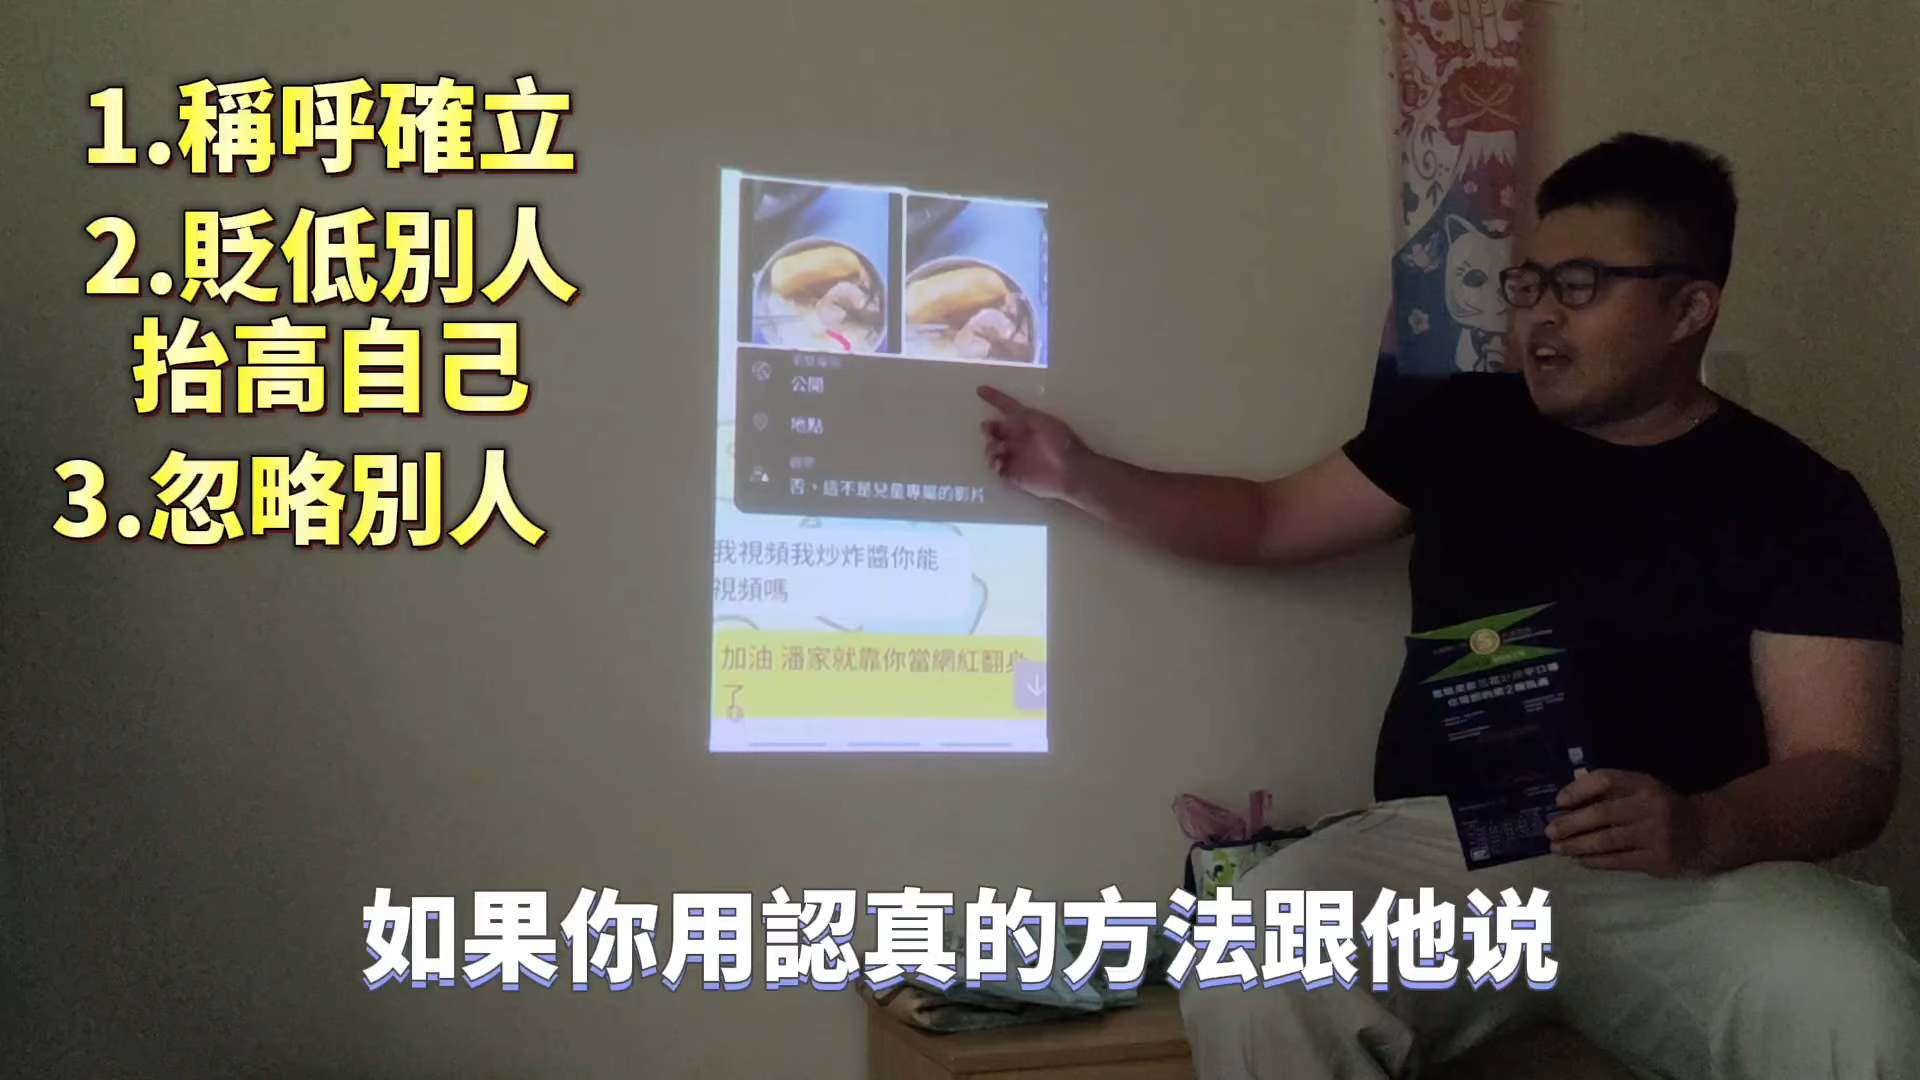 1.稱呼確立
2.貶低別人
抬高自己
3.忽略別人
公開
地點
否，這不是兒童專屬的影片
我視頻我炒炸醬你能
視頻嗎
加油 潘家就靠你當網紅翻身
了
如果你用認真的方法跟他说